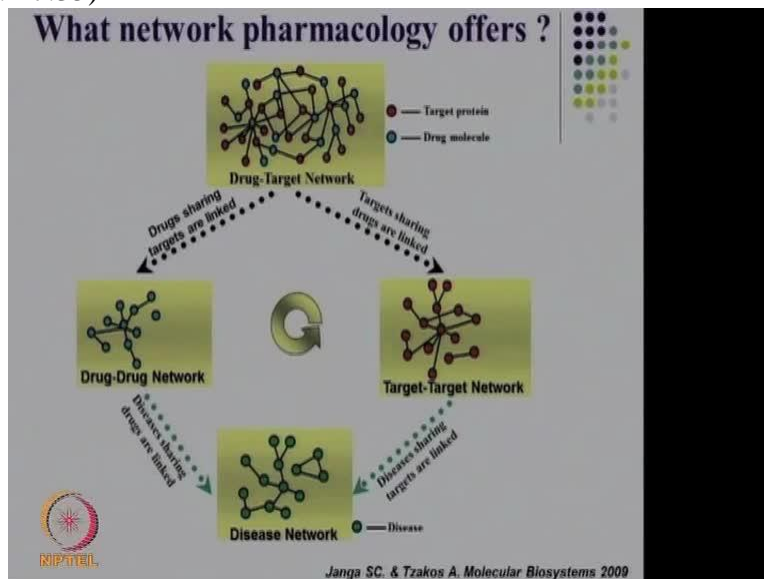 What network pharmacology offers ?
Target protein
Drug molecule
Drug-Target Network
Drugs sharing
targets are linked
Targets sharing
drugs are linked
Drug-Drug Network
Target-Target Network
Diseases sharing
drugs are linked
Diseases sharing
targets are linked
Disease Network
Disease
NPTEL
Janga SC. & Tzakos A. Molecular Biosystems 2009